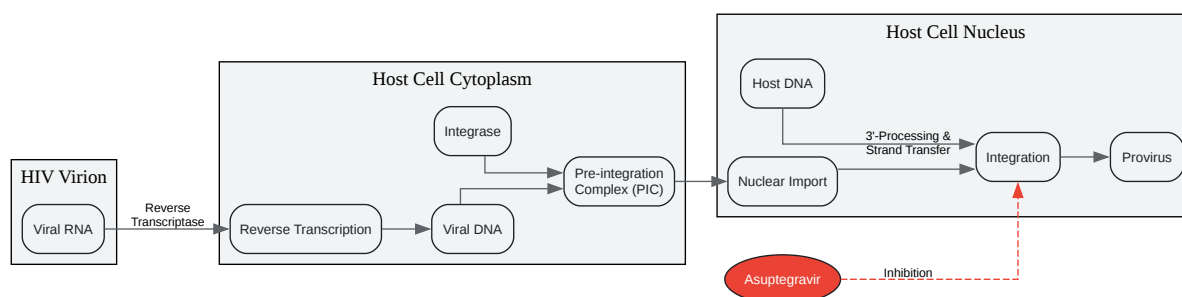 HIV Virion
Viral RNA
Reverse
Transcriptase
Host Cell Cytoplasm
Reverse Transcription
Viral DNA
Integrase
Pre-integration
Complex (PIC)
Host Cell Nucleus
Host DNA
Nuclear Import
3'-Processing &
Strand Transfer
Integration
Provirus
Asuptegravir
Inhibition